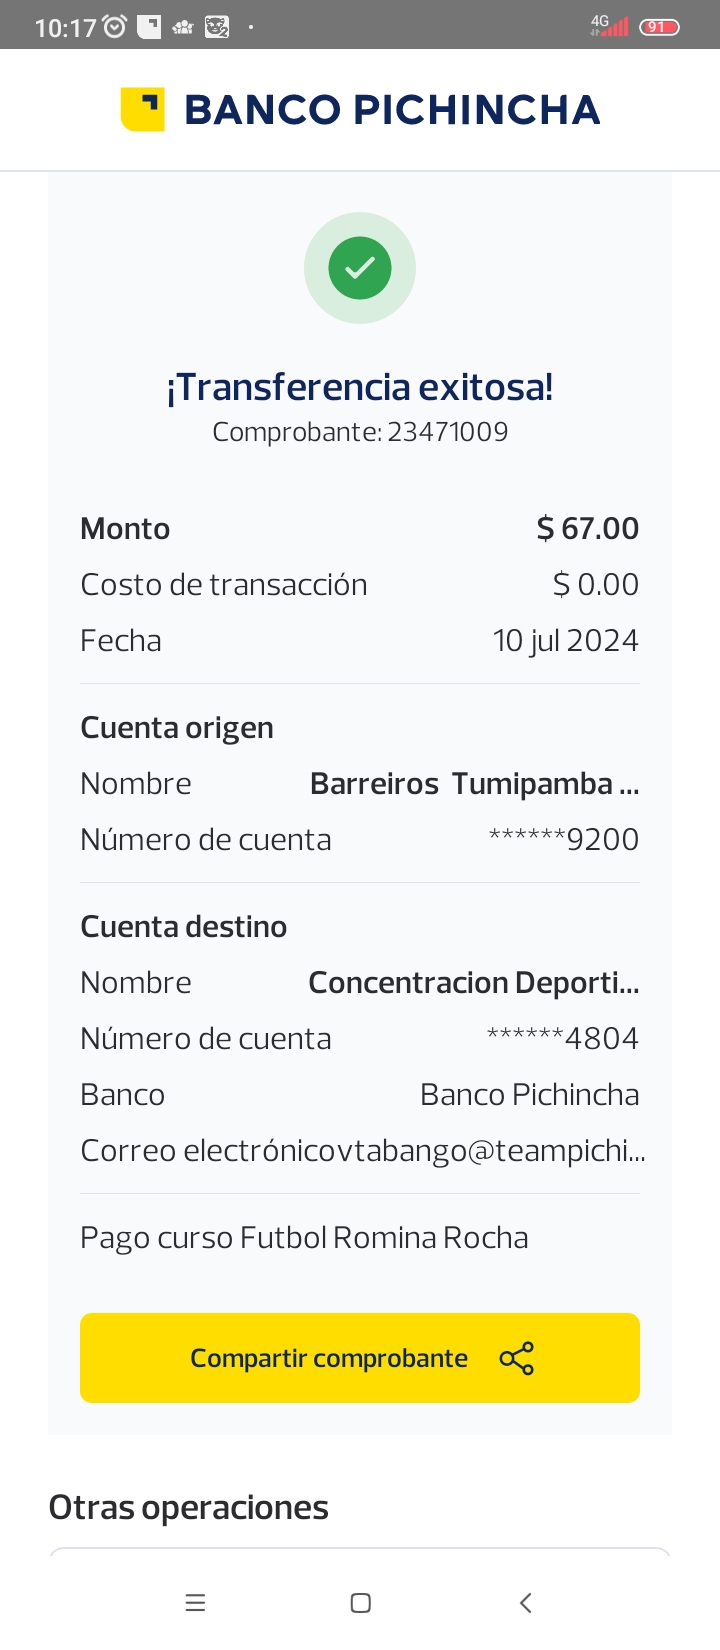 10:17
4G
91
BANCO PICHINCHA
¡Transferencia exitosa!
Comprobante: 23471009
Monto $ 67.00
Costo de transacción $ 0.00
Fecha 10 jul 2024
Cuenta origen
Nombre Barreiros Tumipamba ...
Número de cuenta ******9200
Cuenta destino
Nombre Concentracion Deporti...
Número de cuenta ******4804
Banco Banco Pichincha
Correo electrónicovtabango@teampichi...
Pago curso Futbol Romina Rocha
Compartir comprobante
Otras operaciones